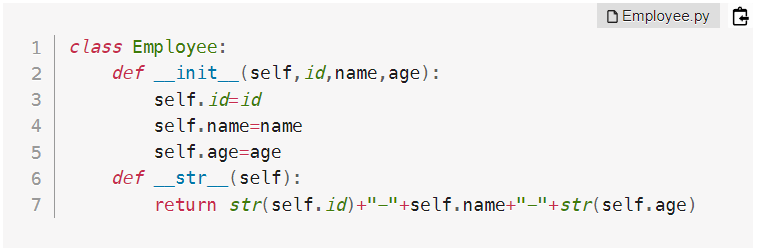 Employee.py
1 class Employee:
2     def __init__(self,id,name,age):
3         self.id=id
4         self.name=name
5         self.age=age
6     def __str__(self):
7         return str(self.id)+"-"+self.name+"-"+str(self.age)